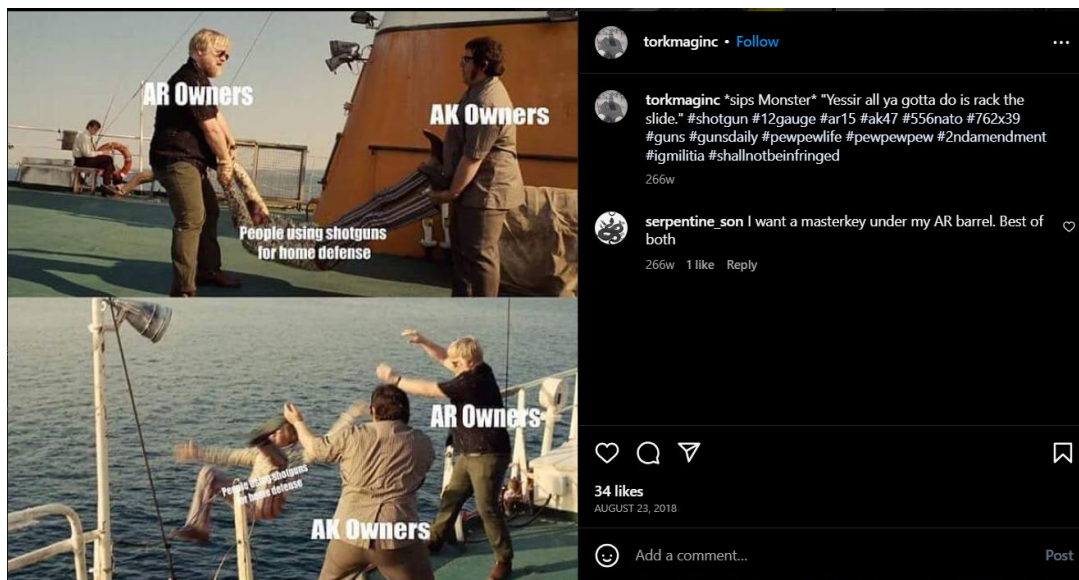 AR Owners
AK Owners
People using shotguns
for home defense
AR Owners
People using shotguns
for home defense
AK Owners
torkmaginc • Follow
torkmaginc *sips Monster* "Yessir all ya gotta do is rack the
slide." #shotgun #12gauge #ar15 #ak47 #556nato #762x39
#guns #gunsdaily #pewpewlife #pewpewpew #2ndamendment
#igmilitia #shallnotbeinfringed
266w
serpentine_son I want a masterkey under my AR barrel. Best of
both
266w 1 like Reply
34 likes
AUGUST 23, 2018
Add a comment...
Post